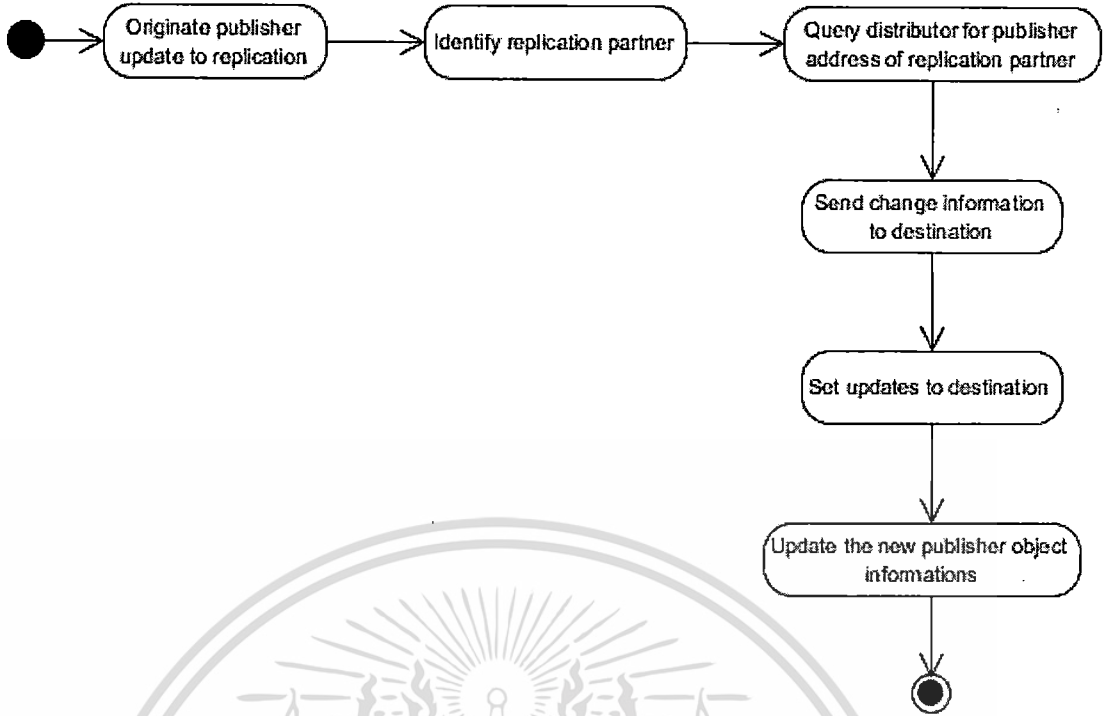 Originate publisher
update to replication
Identify replication partner
Query distributor for publisher
address of replication partner
Send change information
to destination
Set updates to destination
Update the new publisher object
informations